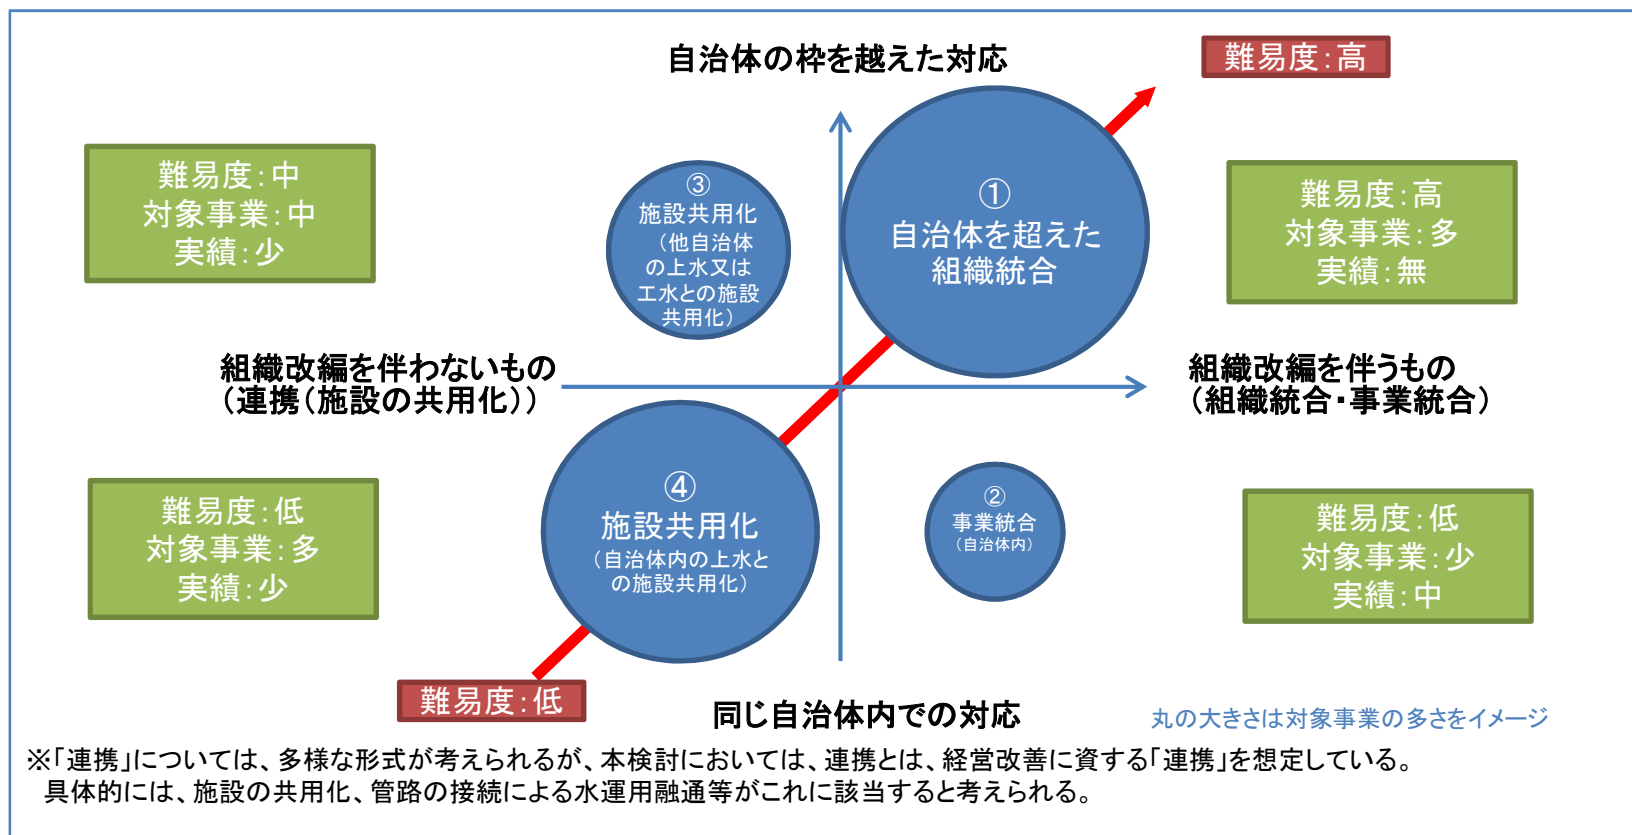 自治体の枠を越えた対応
難易度：高
難易度：中
対象事業：中
実績：少
③
施設共用化
（他自治体
の上水又は
工水との施設
共用化）
①
自治体を超えた
組織統合
難易度：高
対象事業：多
実績：無
組織改編を伴わないもの
（連携（施設の共用化））
組織改編を伴うもの
（組織統合・事業統合）
難易度：低
対象事業：多
実績：少
④
施設共用化
（自治体内の上水と
の施設共用化）
②
事業統合
（自治体内）
難易度：低
対象事業：少
実績：中
難易度：低
同じ自治体内での対応
丸の大きさは対象事業の多さをイメージ
※「連携」については、多様な形式が考えられるが、本検討においては、連携とは、経営改善に資する「連携」を想定している。
具体的には、施設の共用化、管路の接続による水運用融通等がこれに該当すると考えられる。